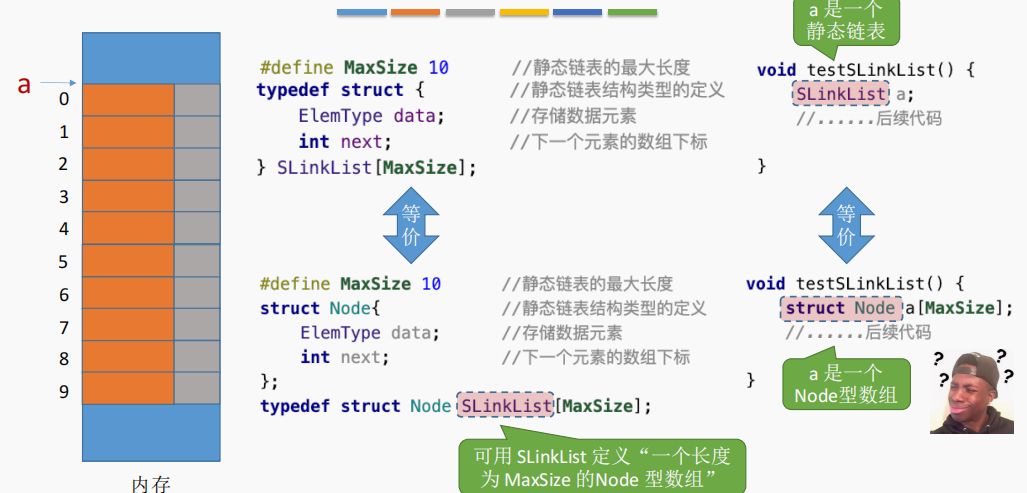 a
0
1
2
3
4
5
6
7
8
9
内存
#define MaxSize 10 //静态链表的最大长度
typedef struct { //静态链表结构类型的定义
ElemType data; //存储数据元素
int next; //下一个元素的数组下标
} SLinkList[MaxSize];
等
价
#define MaxSize 10 //静态链表的最大长度
struct Node{ //静态链表结构类型的定义
ElemType data; //存储数据元素
int next; //下一个元素的数组下标
};
typedef struct Node SLinkList[MaxSize];
可用 SLinkList 定义“一个长度
为 MaxSize 的Node 型数组”
a 是一个
静态链表
void testSLinkList() {
SLinkList a;
//......后续代码
}
等
价
void testSLinkList() {
struct Node a[MaxSize];
//......后续代码
}
a 是一个
Node型数组
? ?
? ?